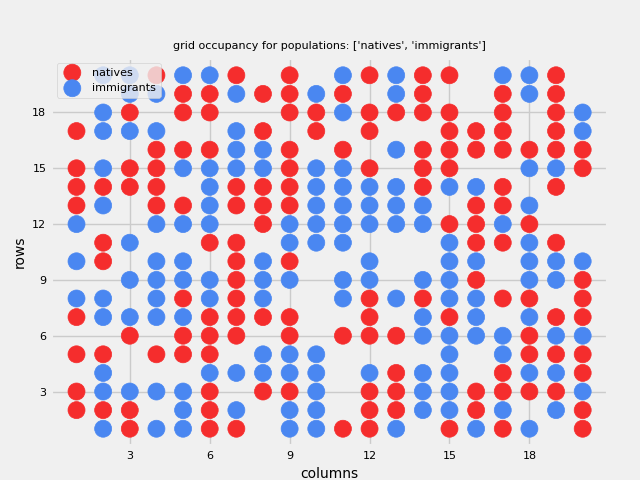 grid occupancy for populations: ['natives', 'immigrants']
natives
immigrants
rows
18
15
12
9
6
3
3 6 9 12 15 18
columns